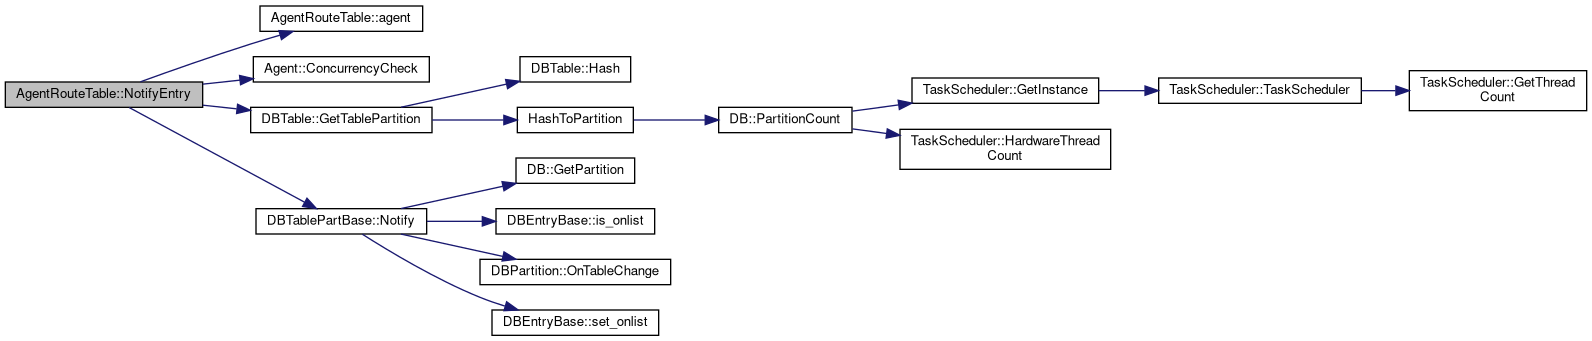 AgentRouteTable::agent
Agent::ConcurrencyCheck
AgentRouteTable::NotifyEntry
DBTable::GetTablePartition
DBTable::Hash
HashToPartition
DB::PartitionCount
TaskScheduler::GetInstance
TaskScheduler::TaskScheduler
TaskScheduler::GetThread
Count
TaskScheduler::HardwareThread
Count
DBTablePartBase::Notify
DB::GetPartition
DBEntryBase::is_onlist
DBPartition::OnTableChange
DBEntryBase::set_onlist